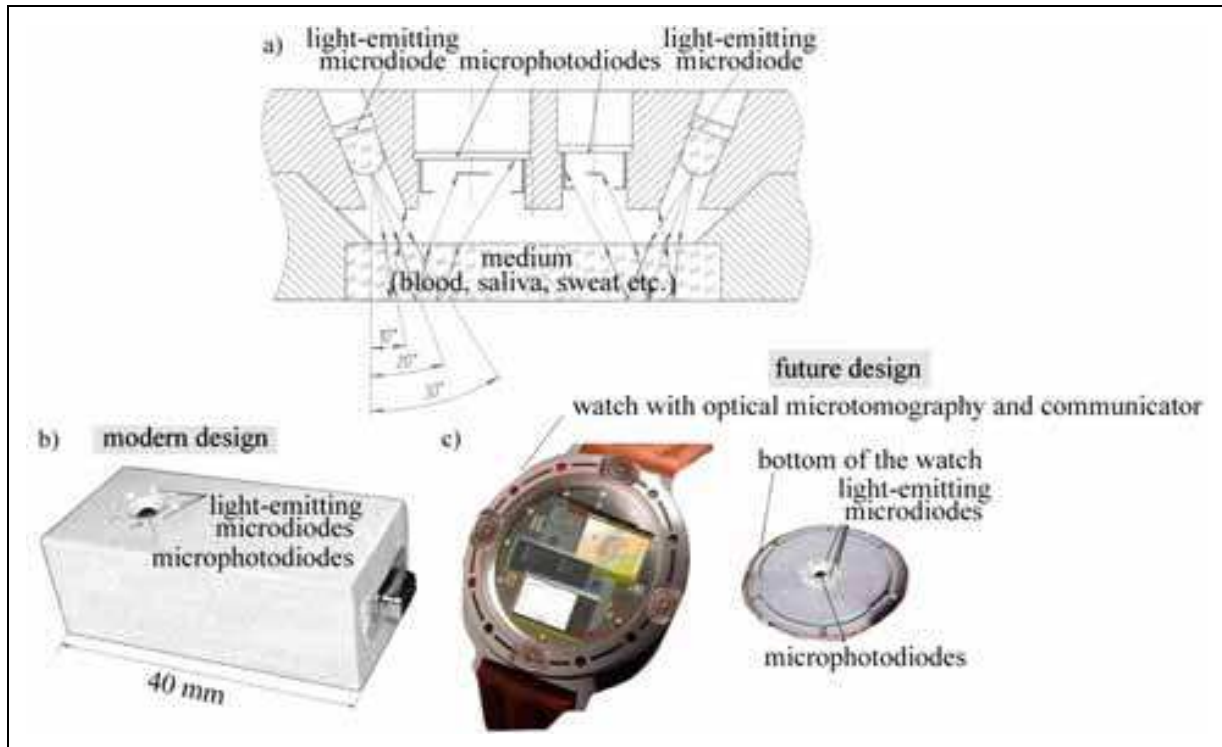 a)
light-emitting
microdiode
microphotodiodes
light-emitting
microdiode
medium
(blood, saliva, sweat etc.)
10°
20°
30°
future design
watch with optical microtomography and communicator
b)
modern design
light-emitting
microdiodes
microphotodiodes
40 mm
c)
bottom of the watch
light-emitting
microdiodes
microphotodiodes